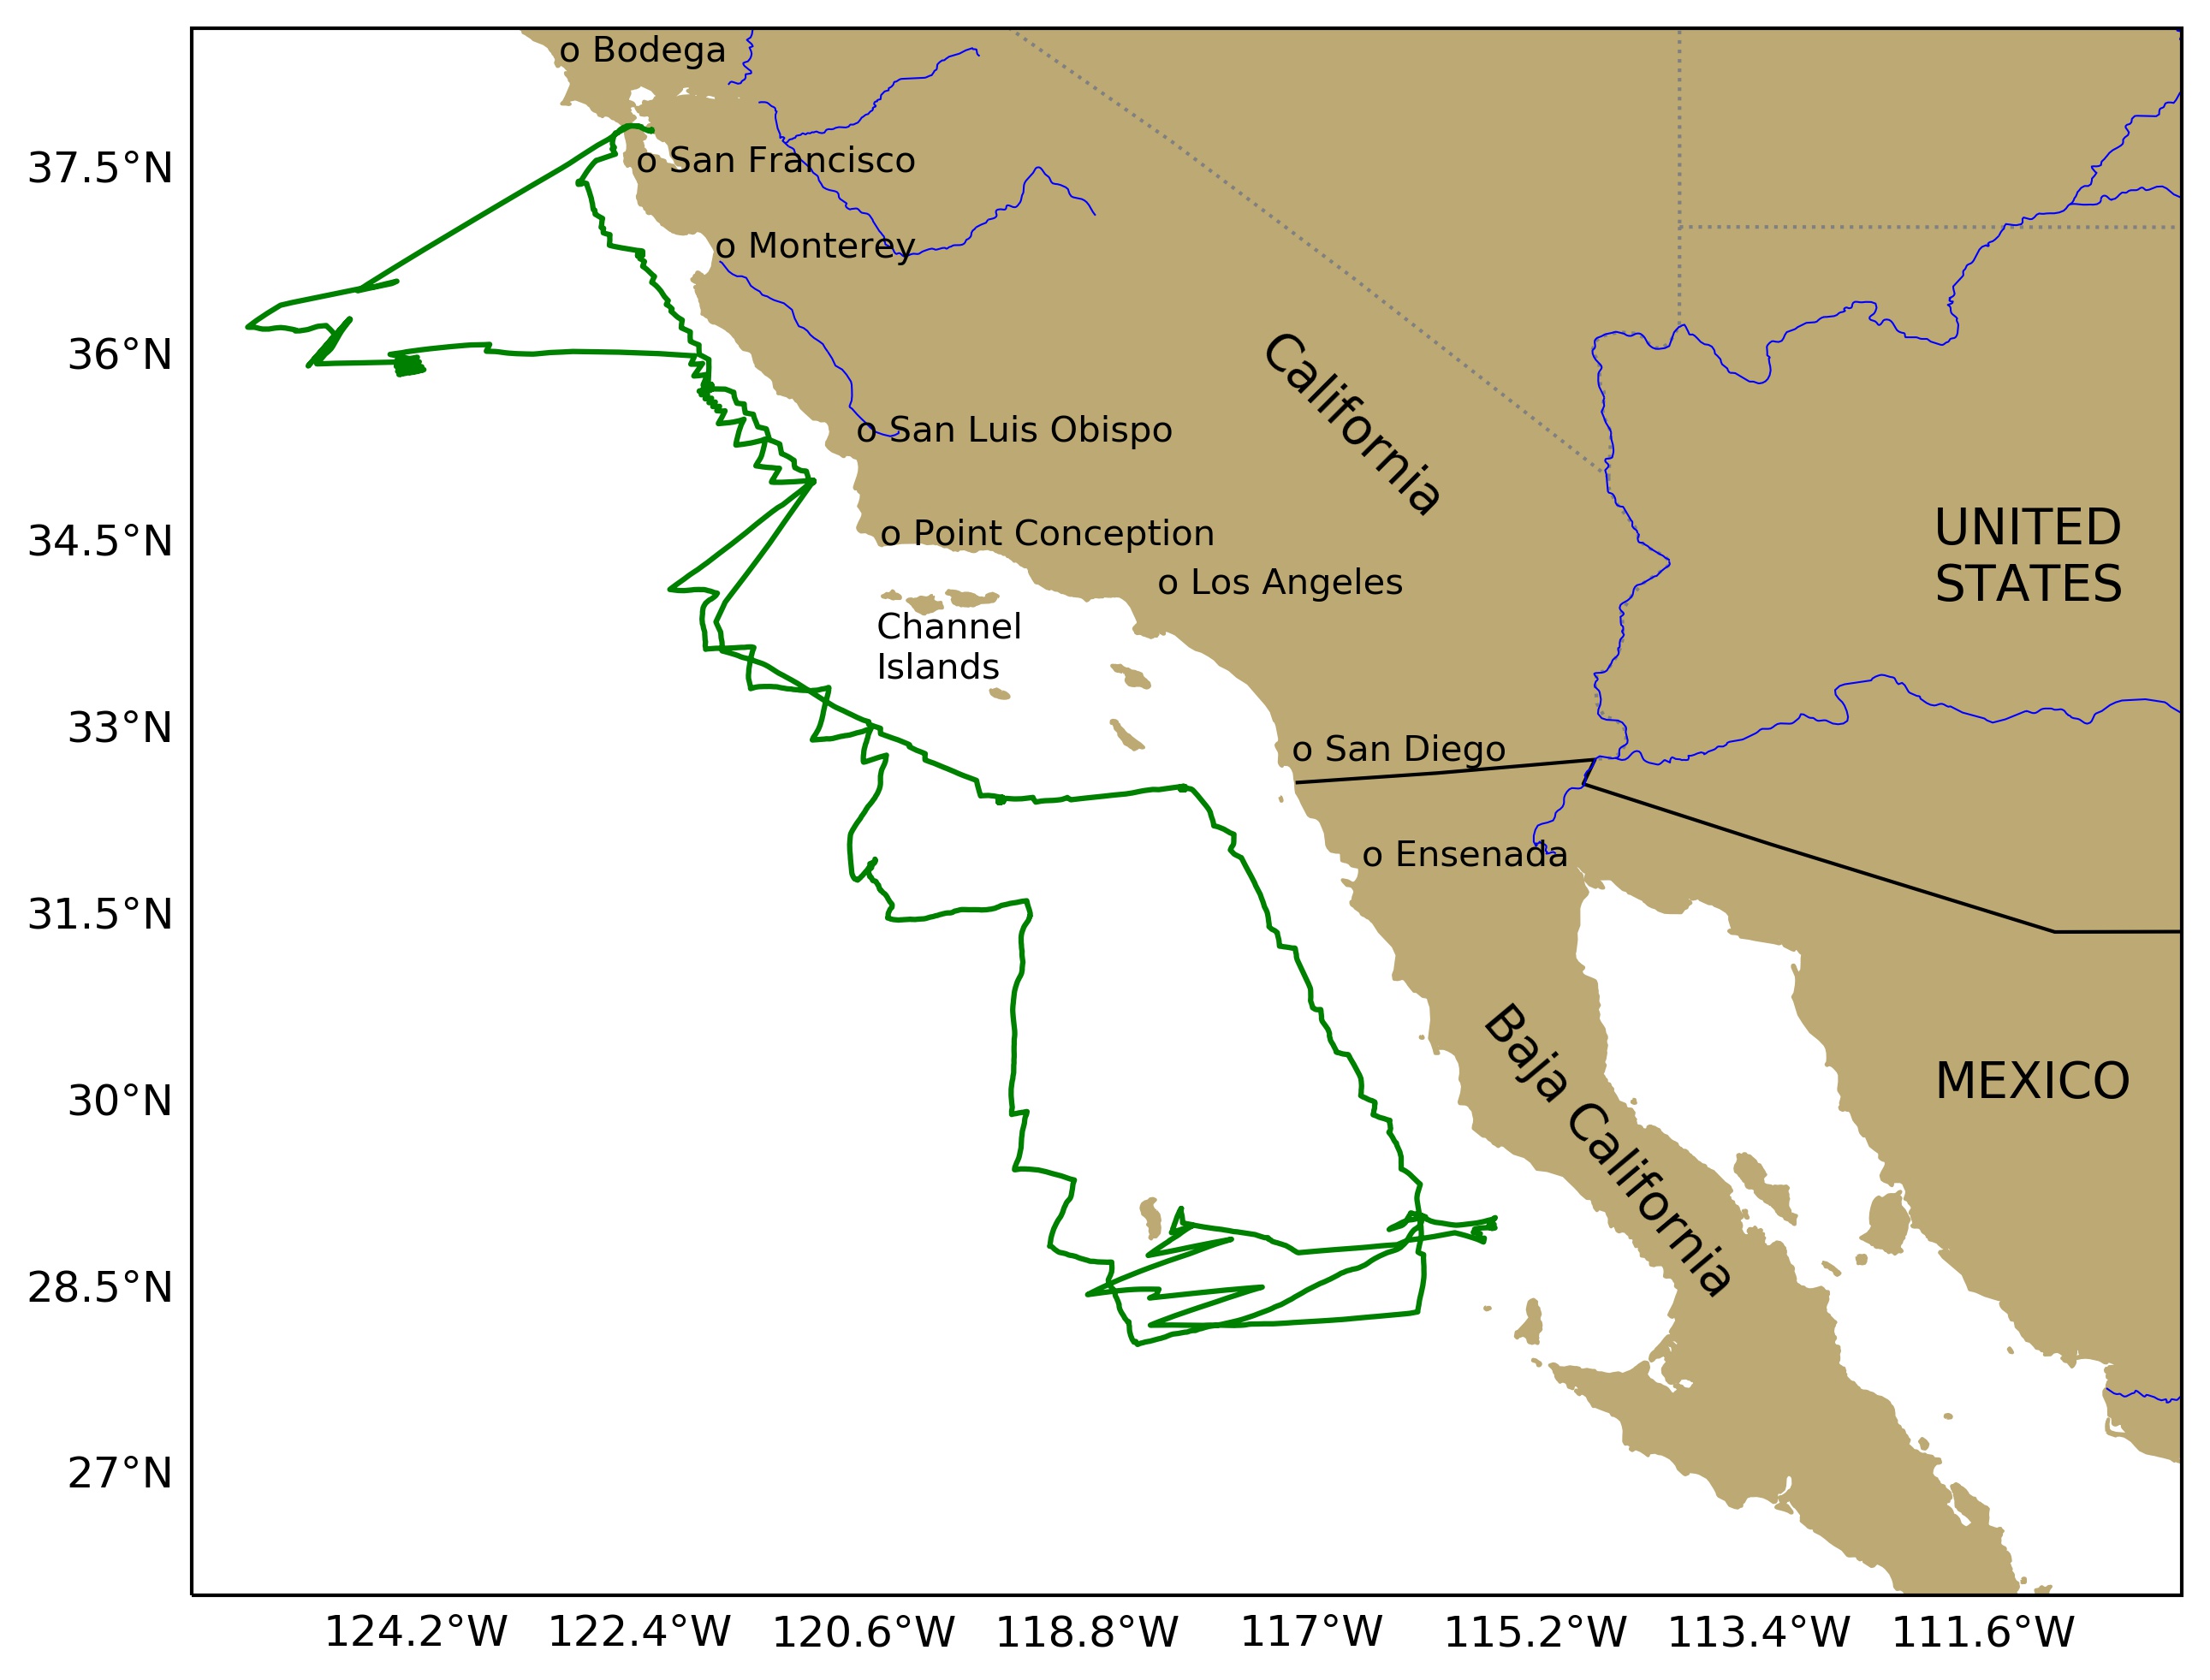 o Bodega
37.5°N
o San Francisco
o Monterey
36°N
California
o San Luis Obispo
34.5°N
o Point Conception
UNITED
STATES
o Los Angeles
Channel
Islands
33°N
o San Diego
o Ensenada
31.5°N
30°N
Baja California
MEXICO
28.5°N
27°N
124.2°W 122.4°W 120.6°W 118.8°W 117°W 115.2°W 113.4°W 111.6°W